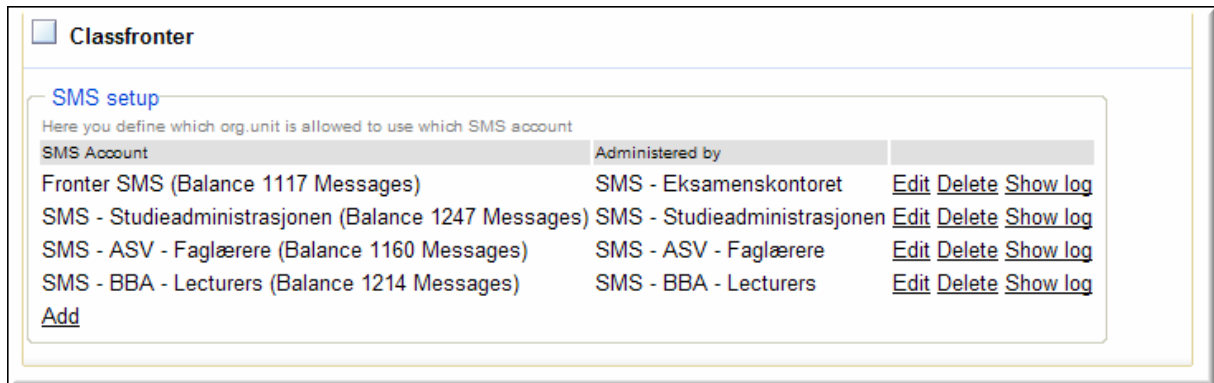 Classfronter
SMS setup
Here you define which org.unit is allowed to use which SMS account
SMS Account Administered by
Fronter SMS (Balance 1117 Messages) SMS - Eksamenskontoret Edit Delete Show log
SMS - Studieadministrasjonen (Balance 1247 Messages) SMS - Studieadministrasjonen Edit Delete Show log
SMS - ASV - Faglærere (Balance 1160 Messages) SMS - ASV - Faglærere Edit Delete Show log
SMS - BBA - Lecturers (Balance 1214 Messages) SMS - BBA - Lecturers Edit Delete Show log
Add